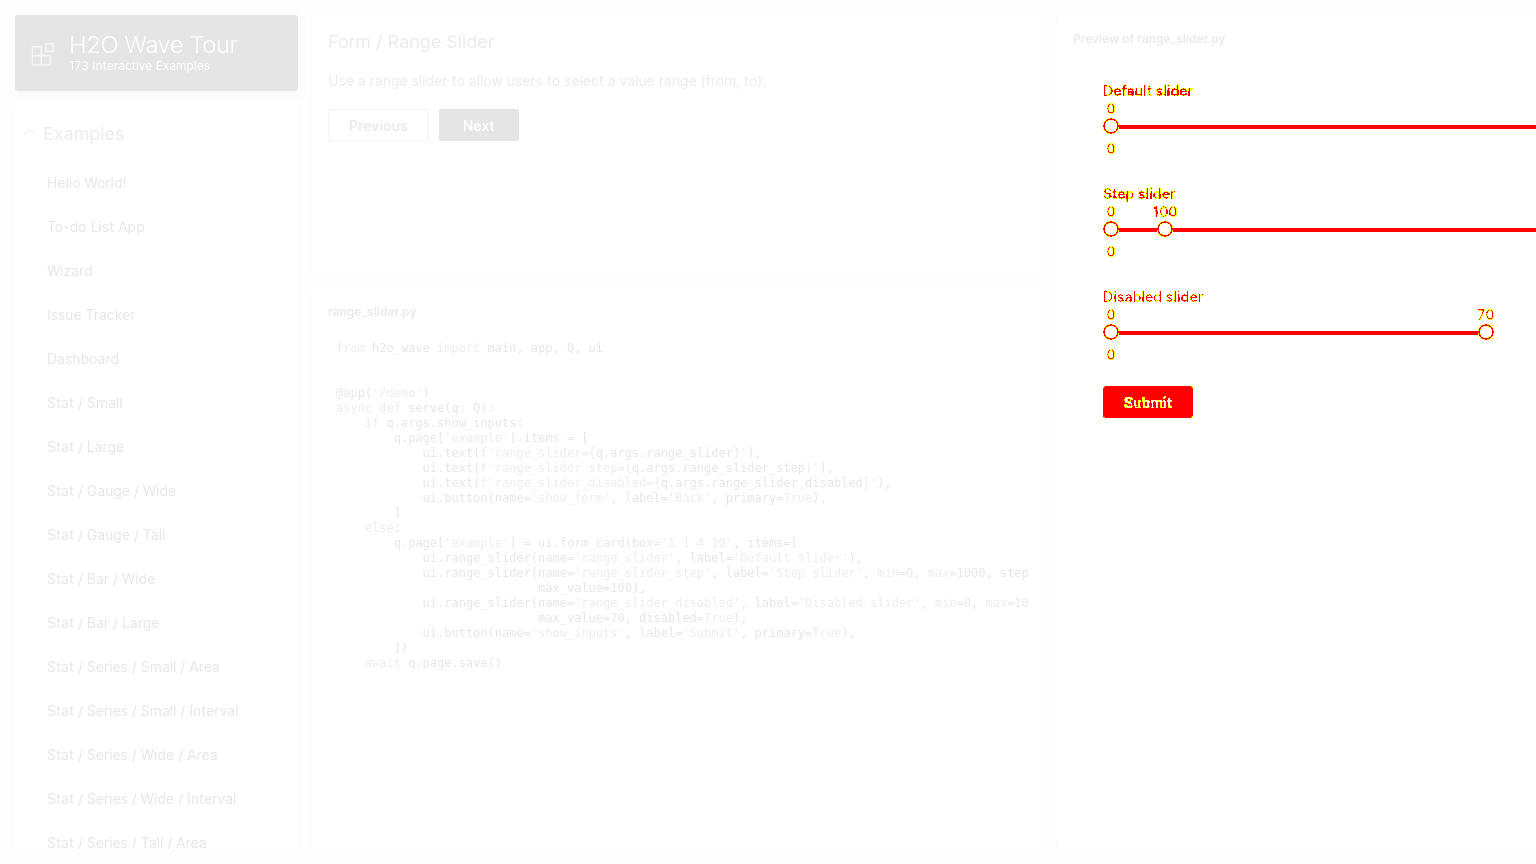 H2O Wave Tour
173 Interactive Examples
Examples
Hello World!
To-do List App
Wizard
Issue Tracker
Dashboard
Stat / Small
Stat / Large
Stat / Gauge / Wide
Stat / Gauge / Tall
Stat / Bar / Wide
Stat / Bar / Large
Stat / Series / Small / Area
Stat / Series / Small / Interval
Stat / Series / Wide / Area
Stat / Series / Wide / Interval
Stat / Series / Tall / Area
Form / Range Slider
Use a range slider to allow users to select a value range (from, to).
Previous
Next
range_slider.py
from h2o_wave import main, app, Q, ui
@app('/demo')
async def serve(q: Q):
    if q.args.show_inputs:
        q.page['example'].items = [
            ui.text(f'range_slider={q.args.range_slider}'),
            ui.text(f'range_slider_step={q.args.range_slider_step}'),
            ui.text(f'range_slider_disabled={q.args.range_slider_disabled}'),
            ui.button(name='show_form', label='Back', primary=True),
        ]
    else:
        q.page['example'] = ui.form_card(box='1 1 4 10', items=[
            ui.range_slider(name='range_slider', label='Default slider'),
            ui.range_slider(name='range_slider_step', label='Step slider', min=0, max=1000, step
                            max_value=100),
            ui.range_slider(name='range_slider_disabled', label='Disabled slider', min=0, max=10
                            max_value=70, disabled=True),
            ui.button(name='show_inputs', label='Submit', primary=True),
        ])
    await q.page.save()
Preview of range_slider.py
Default slider
0
0
Step slider
0 100
0
Disabled slider
0 70
0
Submit